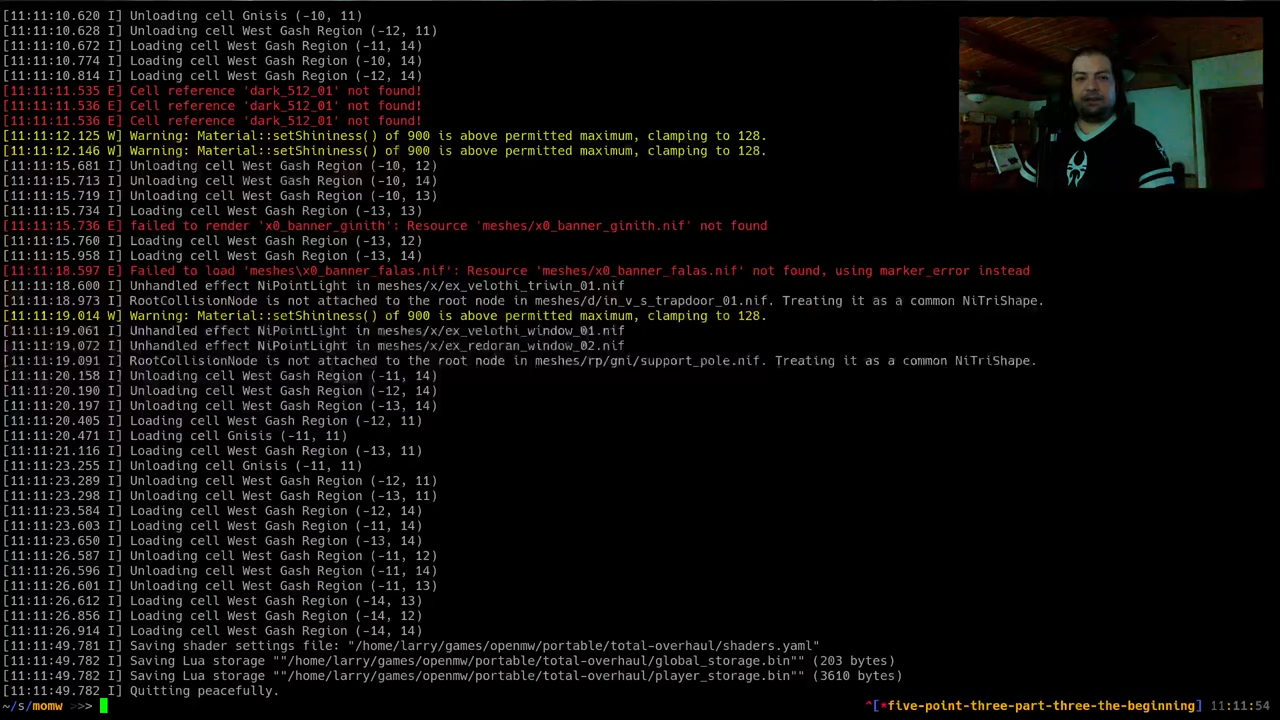 [11:11:10.620 I] Unloading cell Gnisis (-10, 11)
[11:11:10.628 I] Unloading cell West Gash Region (-12, 11)
[11:11:10.672 I] Loading cell West Gash Region (-11, 14)
[11:11:10.774 I] Loading cell West Gash Region (-10, 14)
[11:11:10.814 I] Loading cell West Gash Region (-12, 14)
[11:11:11.535 E] Cell reference 'dark_512_01' not found!
[11:11:11.536 E] Cell reference 'dark_512_01' not found!
[11:11:11.536 E] Cell reference 'dark_512_01' not found!
[11:11:12.125 W] Warning: Material::setShininess() of 900 is above permitted maximum, clamping to 128.
[11:11:12.146 W] Warning: Material::setShininess() of 900 is above permitted maximum, clamping to 128.
[11:11:15.681 I] Unloading cell West Gash Region (-10, 12)
[11:11:15.713 I] Unloading cell West Gash Region (-10, 14)
[11:11:15.719 I] Unloading cell West Gash Region (-10, 13)
[11:11:15.734 I] Loading cell West Gash Region (-13, 13)
[11:11:15.736 E] failed to render 'x0_banner_ginith': Resource 'meshes/x0_banner_ginith.nif' not found
[11:11:15.760 I] Loading cell West Gash Region (-13, 12)
[11:11:15.958 I] Loading cell West Gash Region (-13, 14)
[11:11:18.597 E] Failed to load 'meshes\x0_banner_falas.nif': Resource 'meshes/x0_banner_falas.nif' not found, using marker_error instead
[11:11:18.600 I] Unhandled effect NiPointLight in meshes/x/ex_velothi_triwin_01.nif
[11:11:18.973 I] RootCollisionNode is not attached to the root node in meshes/d/in_v_s_trapdoor_01.nif. Treating it as a common NiTriShape.
[11:11:19.014 W] Warning: Material::setShininess() of 900 is above permitted maximum, clamping to 128.
[11:11:19.061 I] Unhandled effect NiPointLight in meshes/x/ex_velothi_window_01.nif
[11:11:19.072 I] Unhandled effect NiPointLight in meshes/x/ex_redoran_window_02.nif
[11:11:19.091 I] RootCollisionNode is not attached to the root node in meshes/rp/gni/support_pole.nif. Treating it as a common NiTriShape.
[11:11:20.158 I] Unloading cell West Gash Region (-11, 14)
[11:11:20.190 I] Unloading cell West Gash Region (-12, 14)
[11:11:20.197 I] Unloading cell West Gash Region (-13, 14)
[11:11:20.405 I] Loading cell West Gash Region (-12, 11)
[11:11:20.471 I] Loading cell Gnisis (-11, 11)
[11:11:21.116 I] Loading cell West Gash Region (-13, 11)
[11:11:23.255 I] Unloading cell Gnisis (-11, 11)
[11:11:23.289 I] Unloading cell West Gash Region (-12, 11)
[11:11:23.298 I] Unloading cell West Gash Region (-13, 11)
[11:11:23.584 I] Loading cell West Gash Region (-12, 14)
[11:11:23.603 I] Loading cell West Gash Region (-11, 14)
[11:11:23.650 I] Loading cell West Gash Region (-13, 14)
[11:11:26.587 I] Unloading cell West Gash Region (-11, 12)
[11:11:26.596 I] Unloading cell West Gash Region (-11, 14)
[11:11:26.601 I] Unloading cell West Gash Region (-11, 13)
[11:11:26.612 I] Loading cell West Gash Region (-14, 13)
[11:11:26.856 I] Loading cell West Gash Region (-14, 12)
[11:11:26.914 I] Loading cell West Gash Region (-14, 14)
[11:11:49.781 I] Saving shader settings file: "/home/larry/games/openmw/portable/total-overhaul/shaders.yaml"
[11:11:49.782 I] Saving Lua storage ""/home/larry/games/openmw/portable/total-overhaul/global_storage.bin"" (203 bytes)
[11:11:49.782 I] Saving Lua storage ""/home/larry/games/openmw/portable/total-overhaul/player_storage.bin"" (3610 bytes)
[11:11:49.782 I] Quitting peacefully.
~/s/momw >>> ^[*five-point-three-part-three-the-beginning] 11:11:54